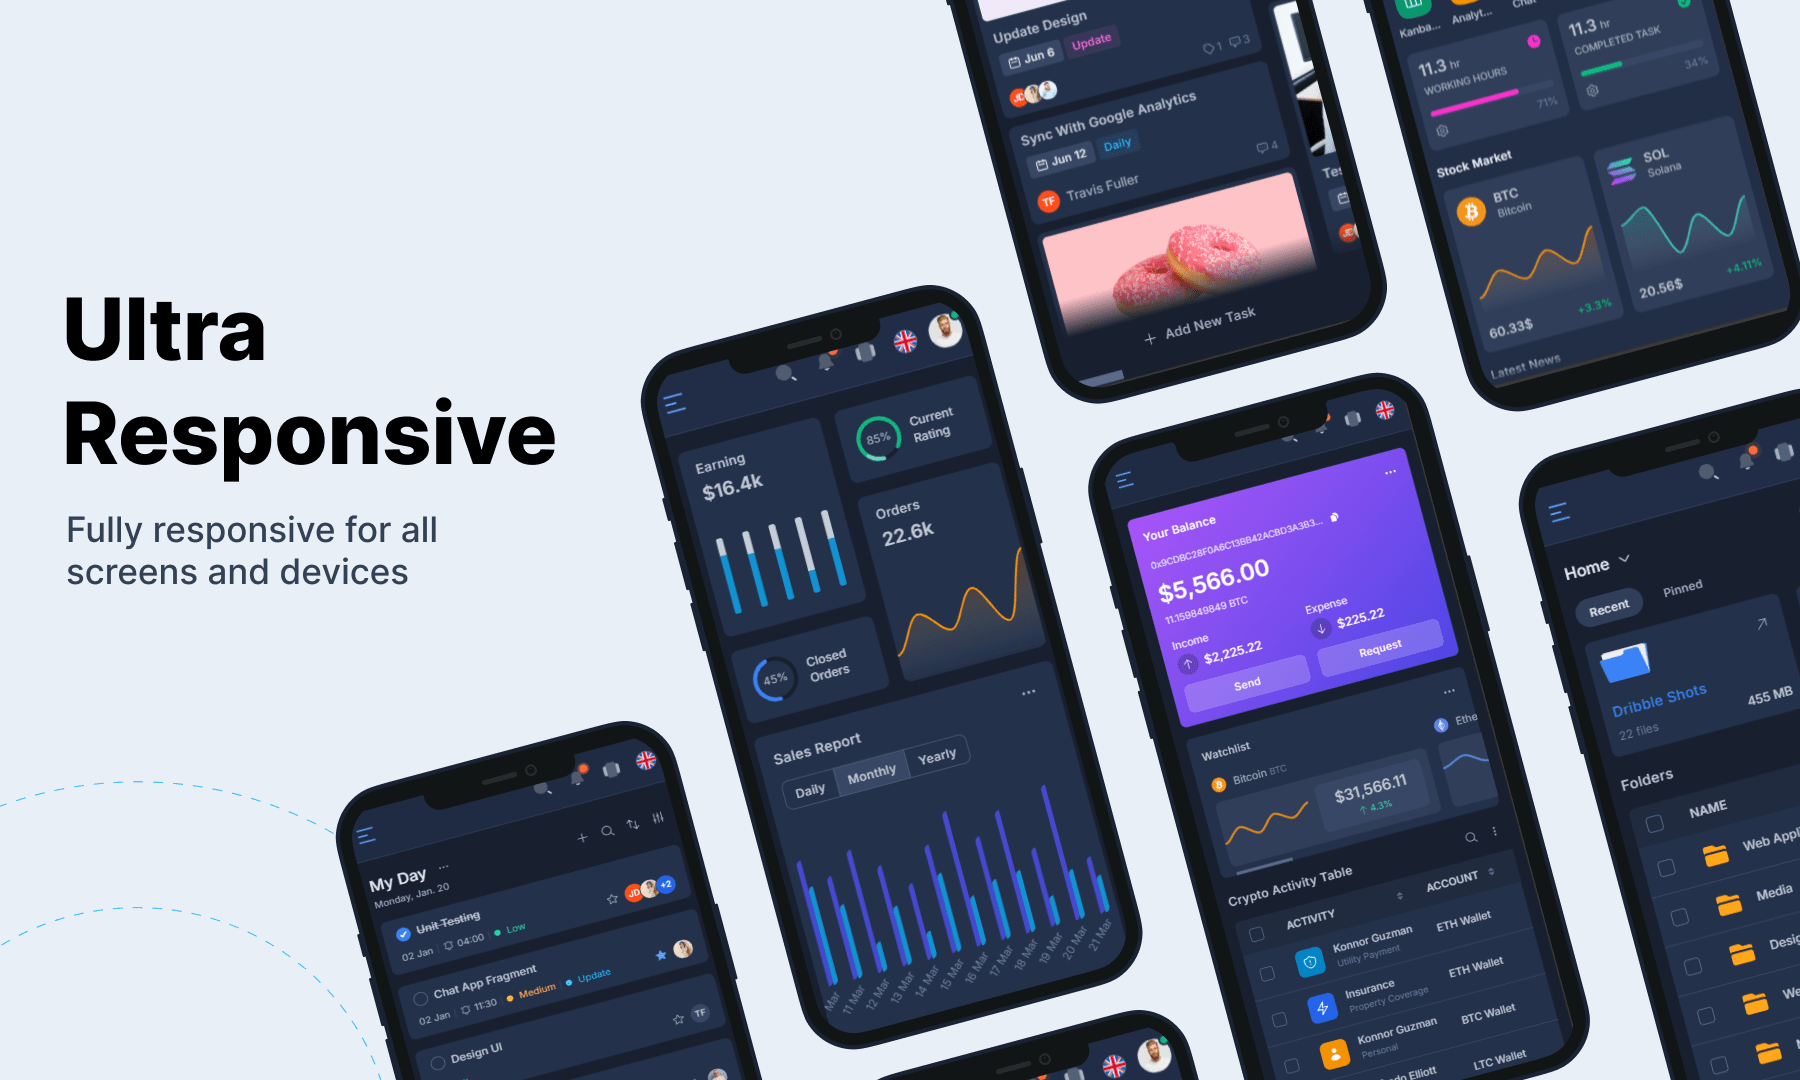 Ultra
Responsive
Fully responsive for all
screens and devices
Update Design
Jun 6
Update
1
3
JD
Sync With Google Analytics
Jun 12
Daily
4
TF
Travis Fuller
Add New Task
JD
Kanba...
Analyt...
11.3 hr
WORKING HOURS
71%
11.3 hr
COMPLETED TASK
34%
Stock Market
BTC
Bitcoin
60.33$
+3.3%
SOL
Solana
20.56$
+4.11%
Latest News
Earning
$16.4k
85%
Current
Rating
Orders
22.6k
45%
Closed
Orders
Sales Report
Daily
Monthly
Yearly
Mar
11 Mar
12 Mar
13 Mar
14 Mar
15 Mar
16 Mar
17 Mar
18 Mar
19 Mar
20 Mar
21 Mar
Your Balance
0x9CDBC28F0A6C13BB42ACBD3A3B3...
$5,566.00
11.159849849 BTC
Income
$2,225.22
Expense
$225.22
Send
Request
Watchlist
Bitcoin BTC
$31,566.11
4.3%
Ethe
Crypto Activity Table
ACTIVITY
ACCOUNT
Konnor Guzman
Utility Payment
ETH Wallet
Insurance
Property Coverage
ETH Wallet
Konnor Guzman
Personal
BTC Wallet
Elliott
LTC Wallet
Home
Recent
Pinned
Dribble Shots
22 files
455 MB
Folders
NAME
Web Appli
Media
Desig
We
My Day
Monday, Jan. 20
Unit Testing
02 Jan
04:00
Low
JD
+2
Chat App Fragment
02 Jan
11:30
Medium
Update
Design UI
TF